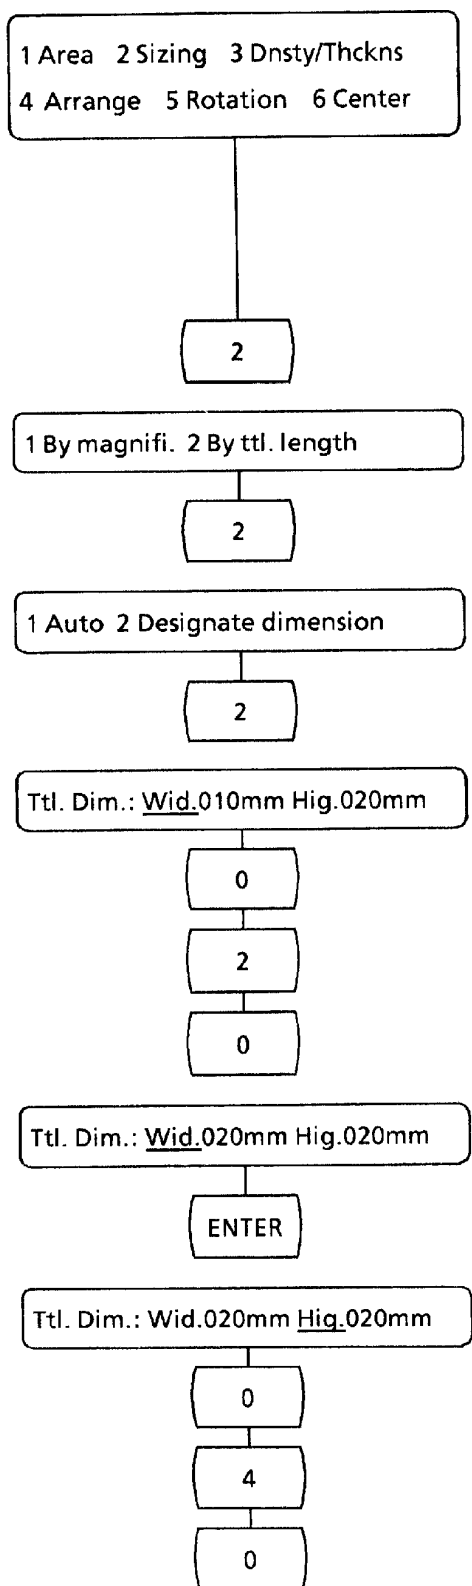 1 Area 2 Sizing 3 Dnsty/Thckns
4 Arrange 5 Rotation 6 Center
2
1 By magnifi. 2 By ttl. length
2
1 Auto 2 Designate dimension
2
Ttl. Dim.: Wid.010mm Hig.020mm
0
2
0
Ttl. Dim.: Wid.020mm Hig.020mm
ENTER
Ttl. Dim.: Wid.020mm Hig.020mm
0
4
0